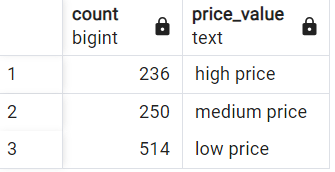 count price_value
bigint text
1 236 high price
2 250 medium price
3 514 low price